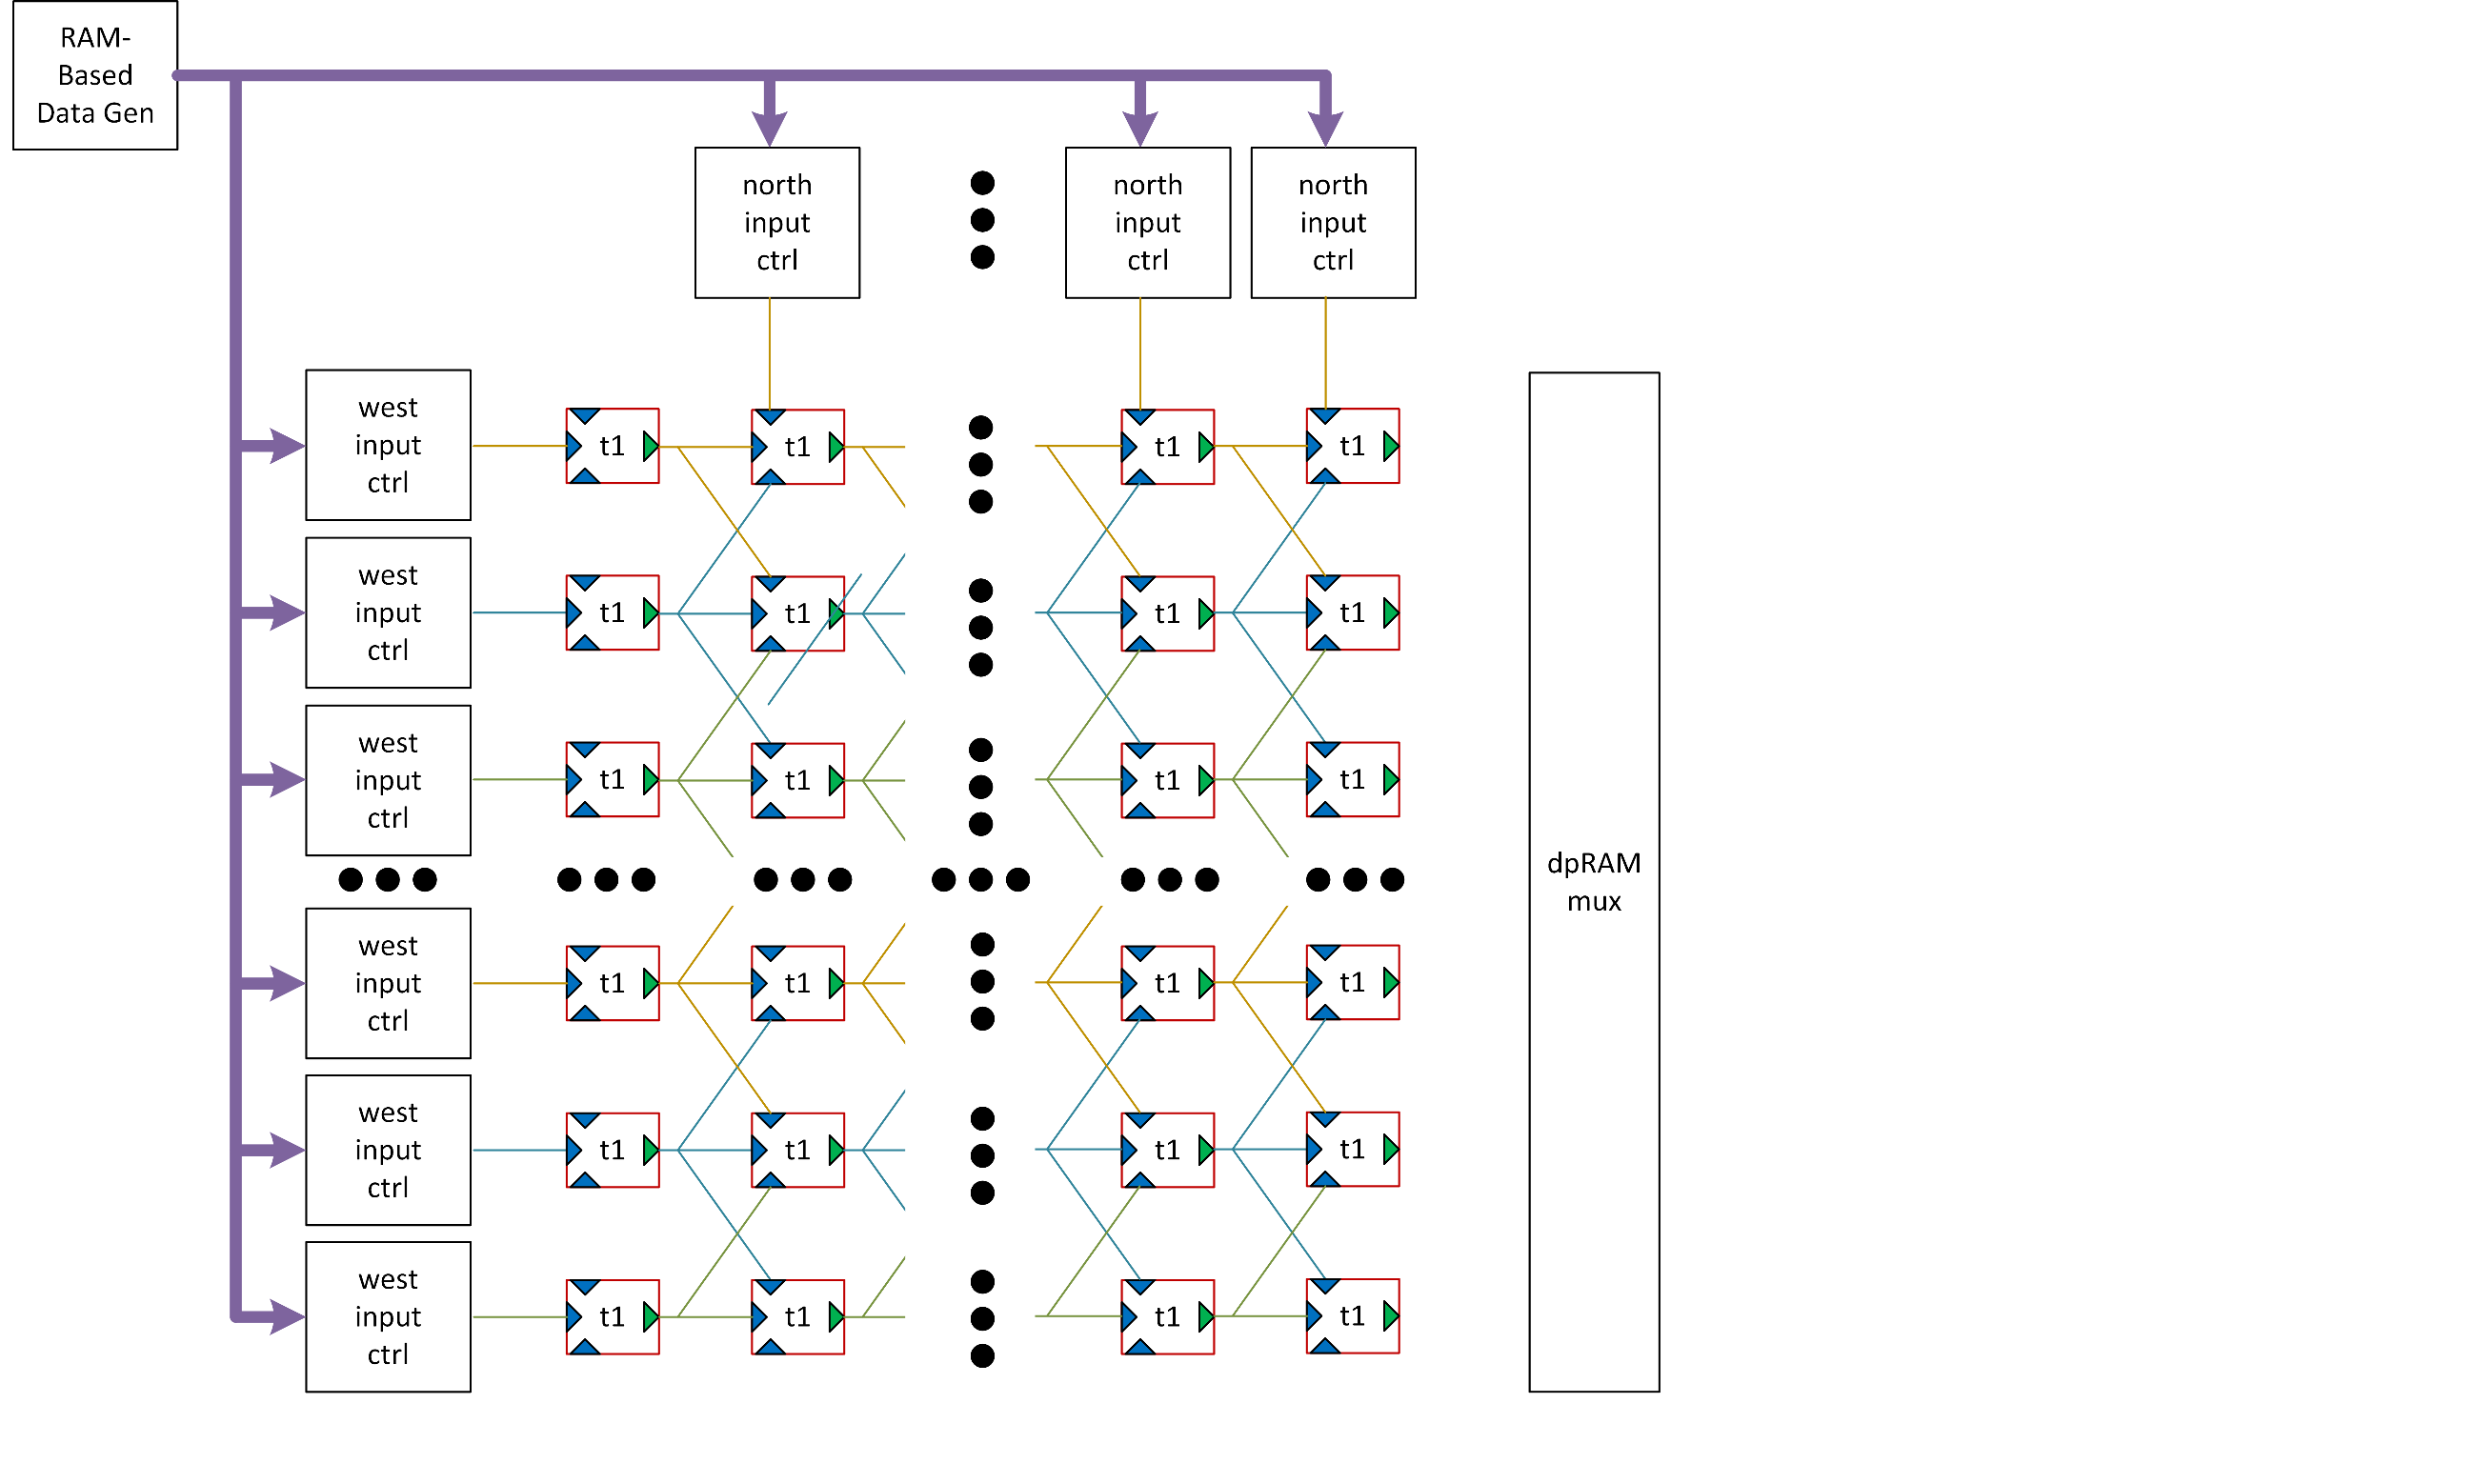 RAM-
Based
Data Gen
north
input
ctrl
north
input
ctrl
north
input
ctrl
west
input
ctrl
t1
t1
t1
t1
west
input
ctrl
t1
t1
t1
t1
west
input
ctrl
t1
t1
t1
t1
dpRAM
mux
west
input
ctrl
t1
t1
t1
t1
west
input
ctrl
t1
t1
t1
t1
west
input
ctrl
t1
t1
t1
t1